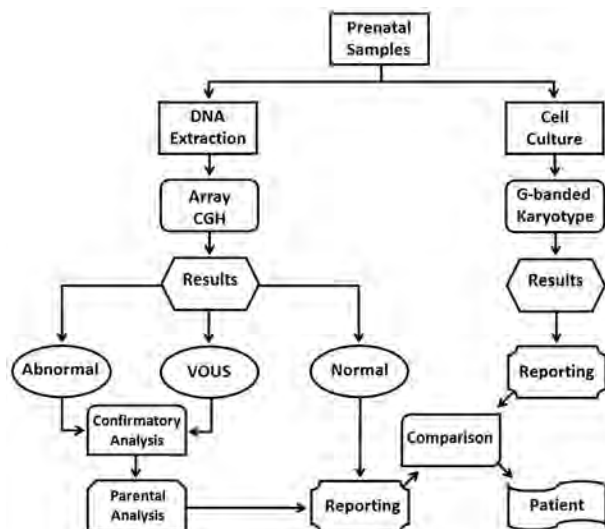 Prenatal
Samples
DNA
Extraction
Cell
Culture
Array
CGH
G-banded
Karyotype
Results
Results
Abnormal
VOUS
Normal
Reporting
Confirmatory
Analysis
Comparison
Parental
Analysis
Reporting
Patient